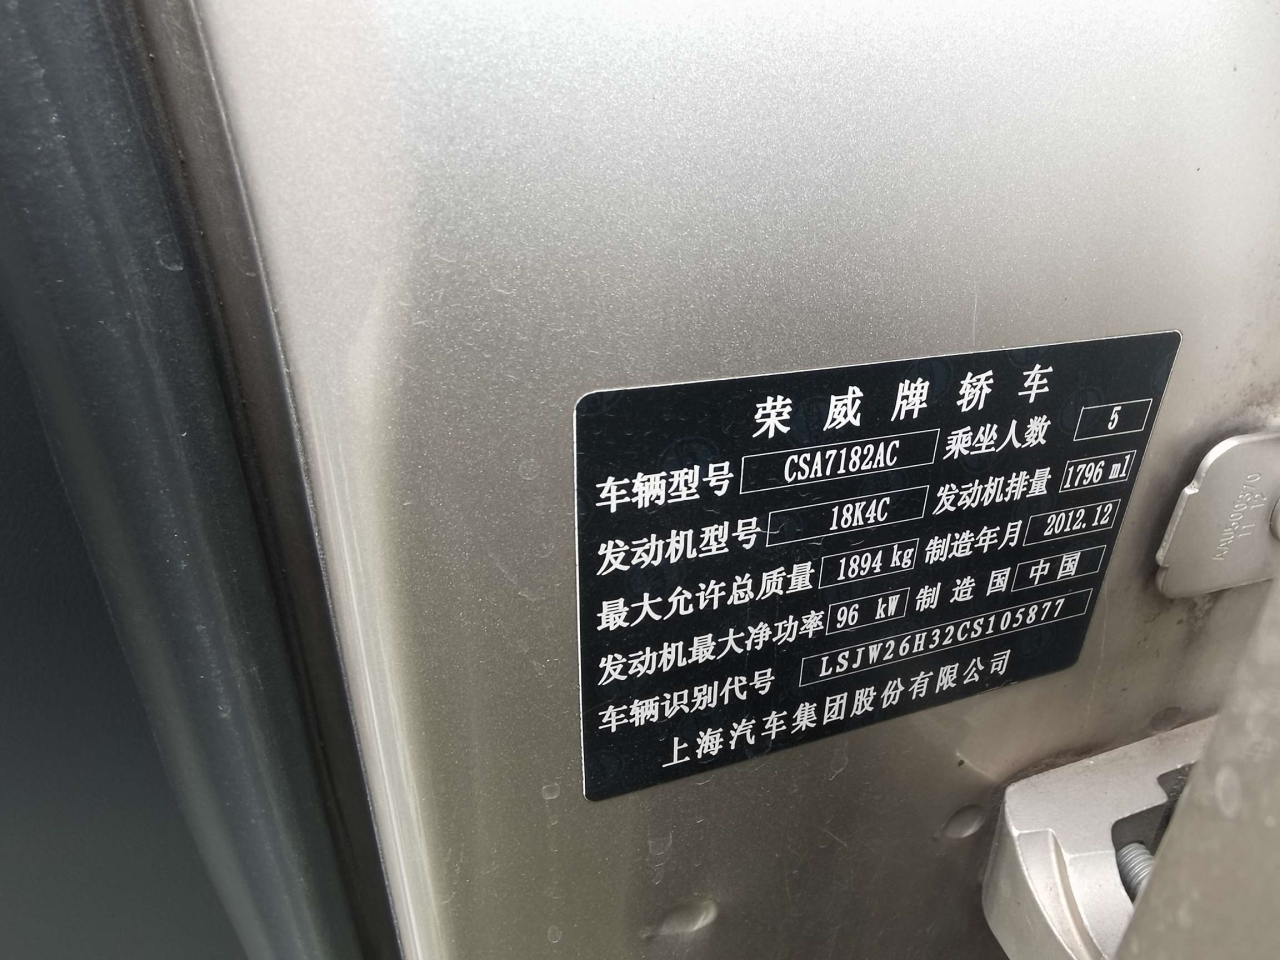 荣威牌轿车
车辆型号 CSA7182AC 乘坐人数 5
发动机型号 18K4C 发动机排量 1796 ml
最大允许总质量 1894 kg 制造年月 2012.12
发动机最大净功率 96 kW 制造国 中国
车辆识别代号 LSJW26H32CS105877
上海汽车集团股份有限公司